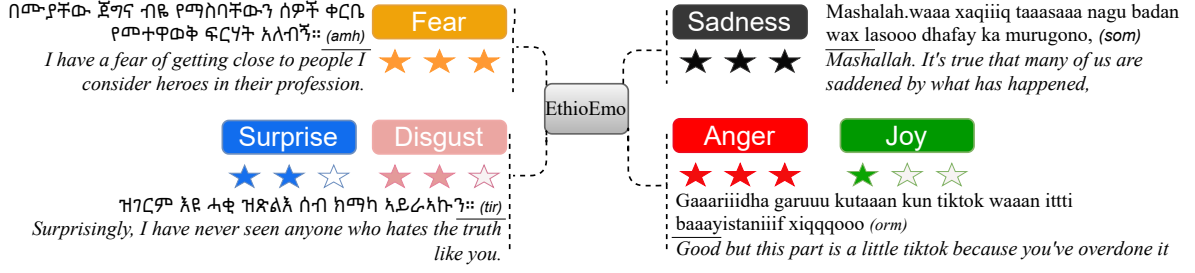 በሙያቸው ጀግና ብዬ የማስባቸውን ሰዎች ቀርቤ
የመተዋወቅ ፍርሃት አለብኝ። (amh)
I have a fear of getting close to people I
consider heroes in their profession.
Fear
Sadness
Mashalah.waaa xaqiiiq taaasaaa nagu badan
wax lasooo dhafay ka murugono, (som)
Mashallah. It's true that many of us are
saddened by what has happened,
EthioEmo
Surprise
Disgust
ዝገርም እዩ ሓቂ ዝጽልእ ሰብ ክማካ ኣይራኣኩን። (tir)
Surprisingly, I have never seen anyone who hates the truth
like you.
Anger
Joy
Gaaariiidha garuuu kutaaan kun tiktok waaan ittti
baaayistaniiif xiqqqooo (orm)
Good but this part is a little tiktok because you've overdone it